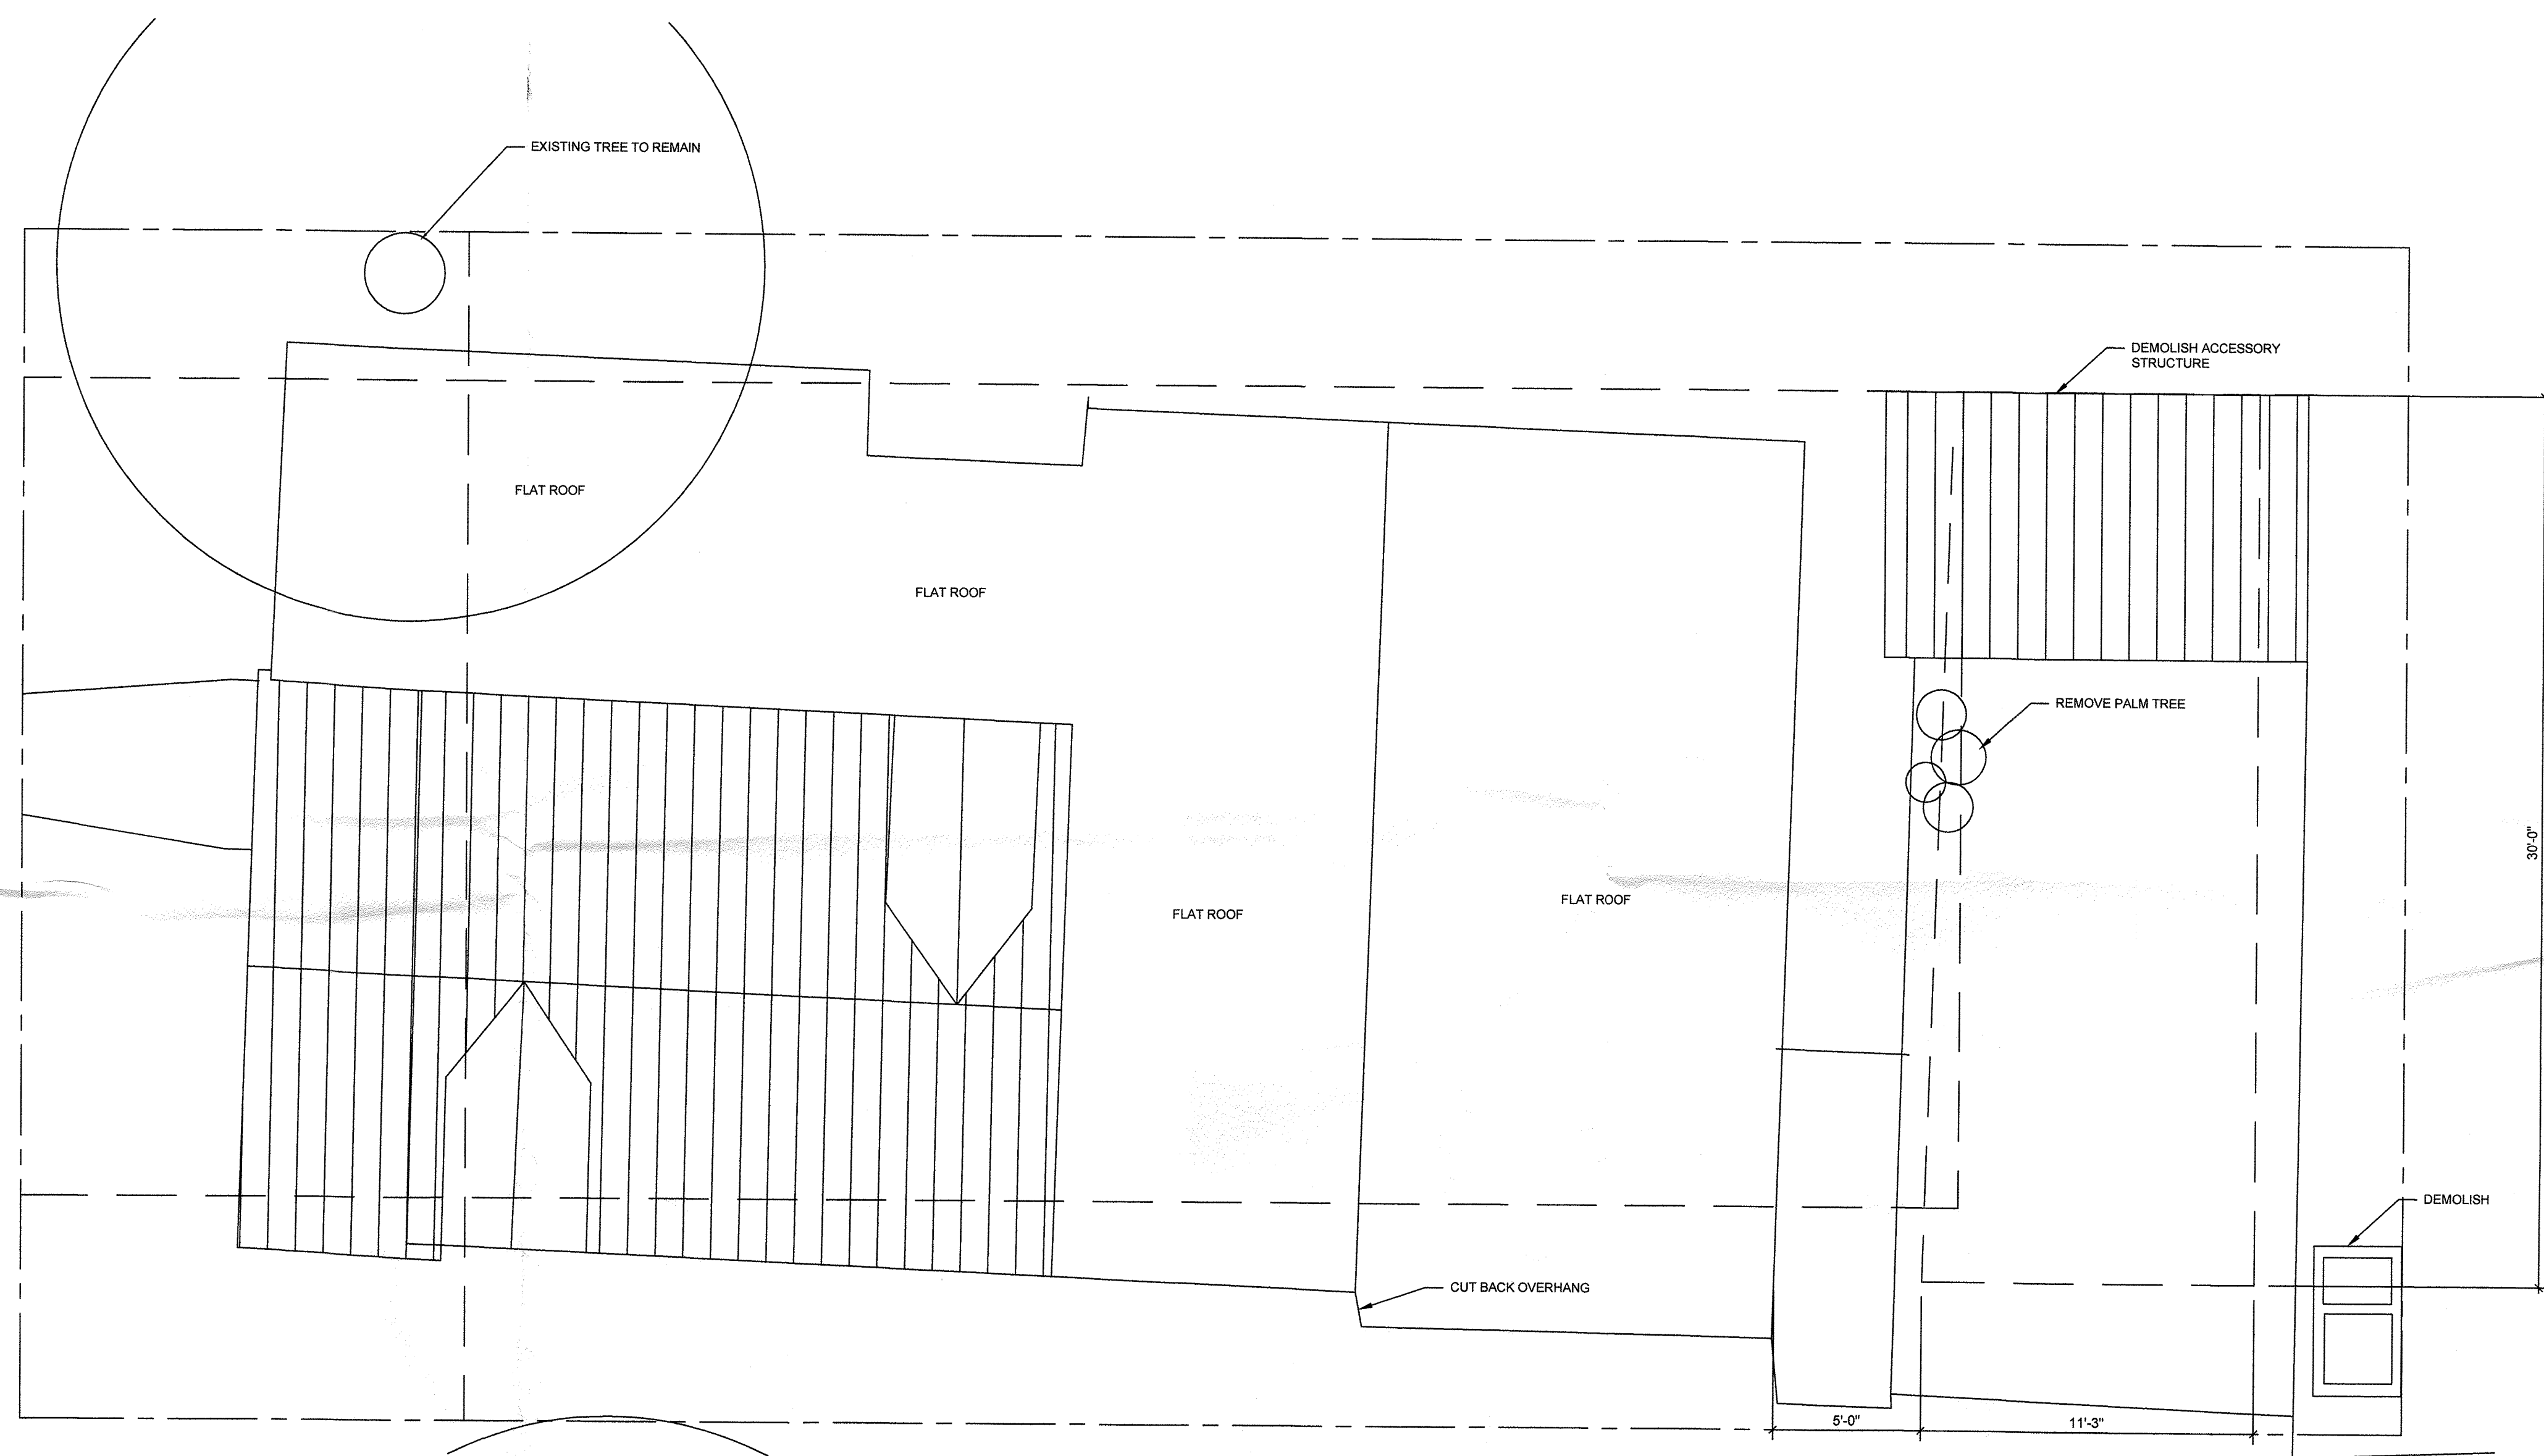 EXISTING TREE TO REMAIN
DEMOLISH ACCESSORY
STRUCTURE
FLAT ROOF
FLAT ROOF
REMOVE PALM TREE
30'-0"
FLAT ROOF
FLAT ROOF
DEMOLISH
CUT BACK OVERHANG
5'-0"
11'-3"